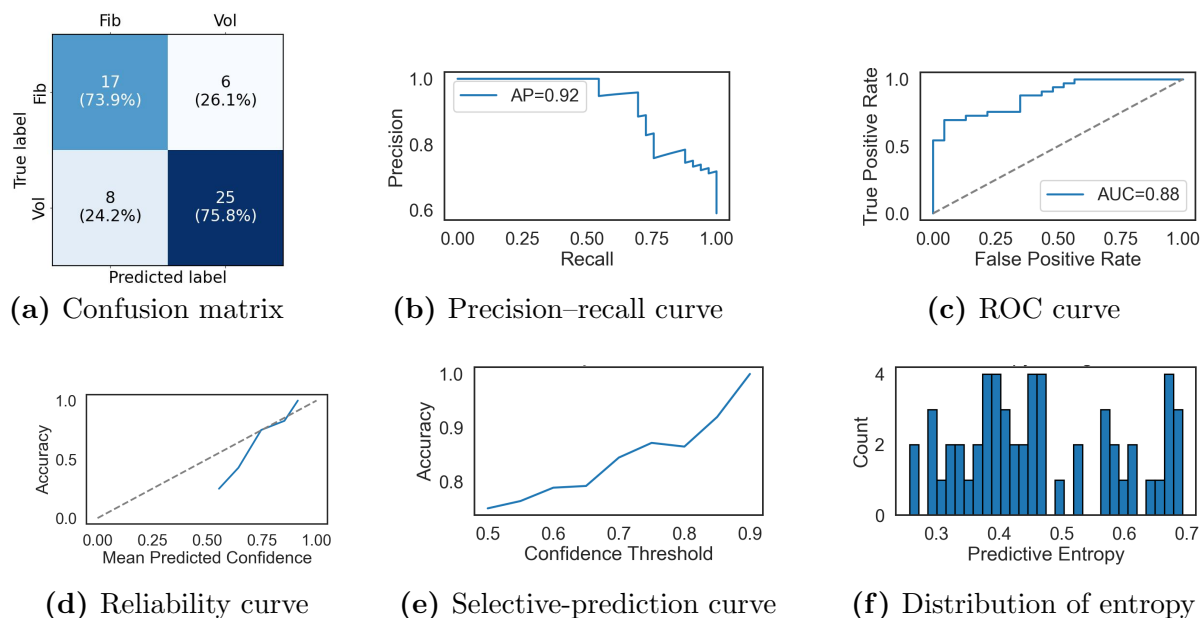 Fib Vol
True label
Fib
Vol
17
(73.9%)
6
(26.1%)
8
(24.2%)
25
(75.8%)
Predicted label
(a) Confusion matrix
Precision
1.0
0.8
0.6
AP=0.92
0.00 0.25 0.50 0.75 1.00
Recall
(b) Precision–recall curve
True Positive Rate
1.0
0.5
0.0
AUC=0.88
0.00 0.25 0.50 0.75 1.00
False Positive Rate
(c) ROC curve
Accuracy
1.0
0.5
0.0
0.00 0.25 0.50 0.75 1.00
Mean Predicted Confidence
(d) Reliability curve
Accuracy
1.0
0.9
0.8
0.5 0.6 0.7 0.8 0.9
Confidence Threshold
(e) Selective-prediction curve
Count
4
2
0
0.3 0.4 0.5 0.6 0.7
Predictive Entropy
(f) Distribution of entropy